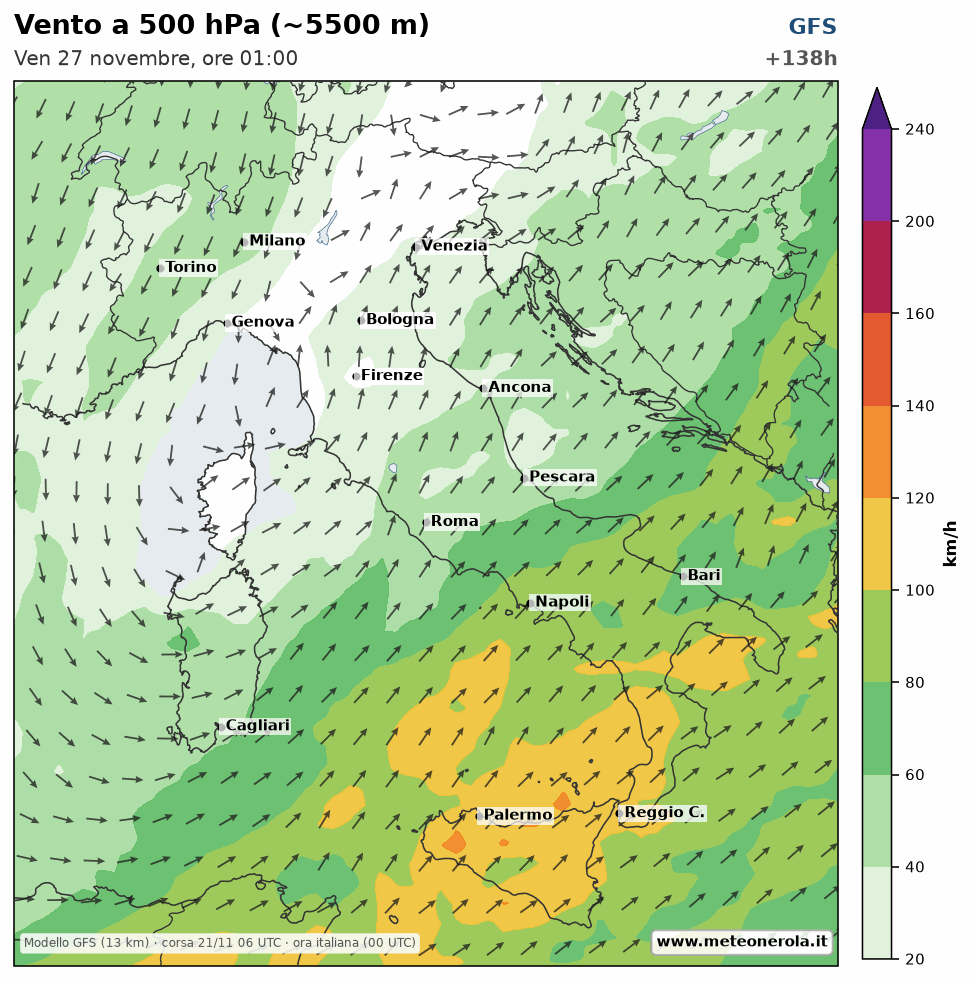 Vento a 500 hPa (~5500 m)
GFS
Ven 27 novembre, ore 01:00
+138h
240
200
160
140
120
100
80
60
40
20
km/h
Milano
Venezia
Torino
Genova
Bologna
Firenze
Ancona
Pescara
Roma
Bari
Napoli
Cagliari
Palermo
Reggio C.
Modello GFS (13 km) · corsa 21/11 06 UTC · ora italiana (00 UTC)
www.meteonerola.it